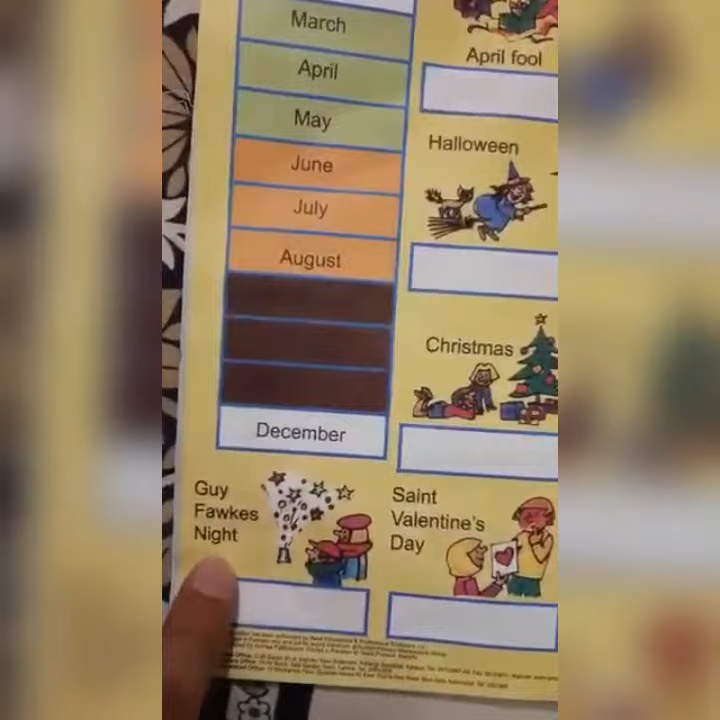 March
April
May
June
July
August
December
April fool
Halloween
Christmas
Guy
Fawkes
Night
Saint
Valentine's
Day